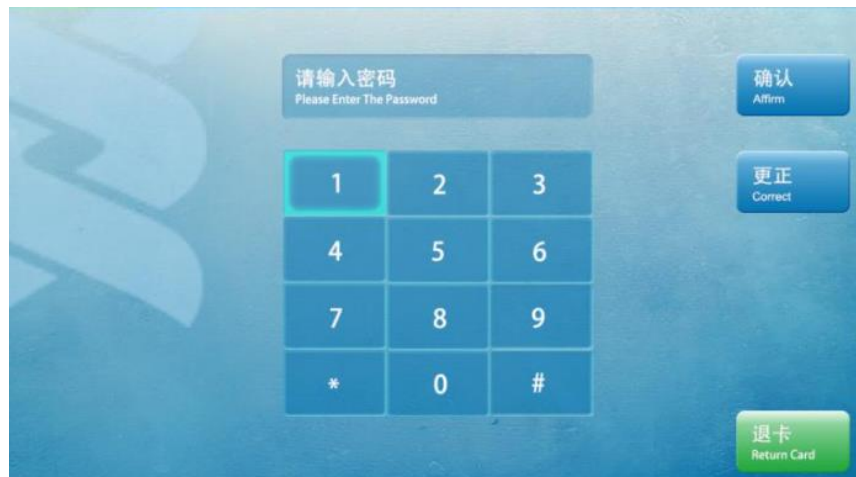 请输入密码
Please Enter The Password
确认
Affirm
1 2 3
更正
Correct
4 5 6
7 8 9
* 0 #
退卡
Return Card